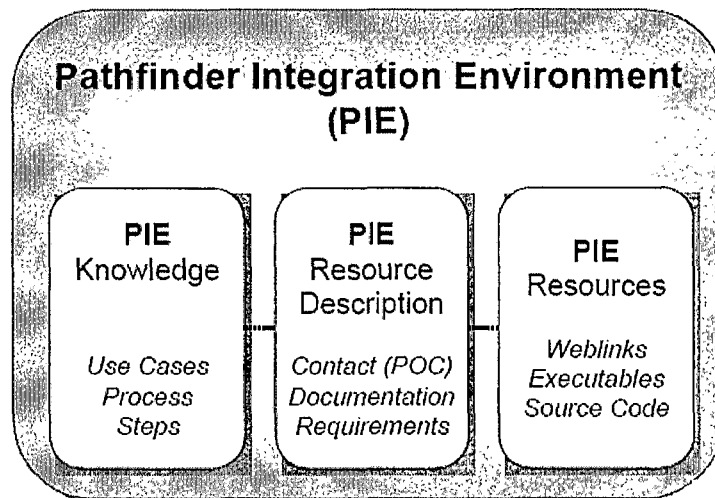 Pathfinder Integration Environment
(PIE)
PIE
Knowledge
Use Cases
Process
Steps
PIE
Resource
Description
Contact (POC)
Documentation
Requirements
PIE
Resources
Weblinks
Executables
Source Code